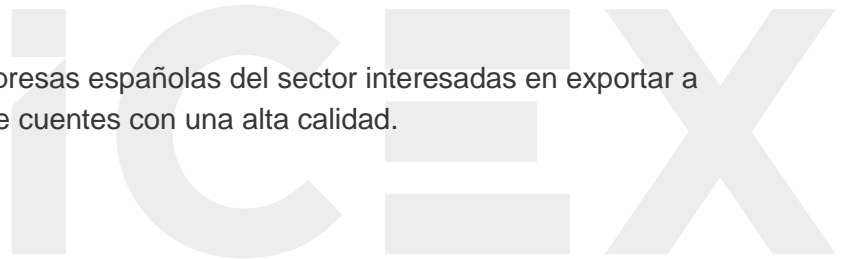 presas españolas del sector interesadas en exportar a
e cuentes con una alta calidad.
iCEX